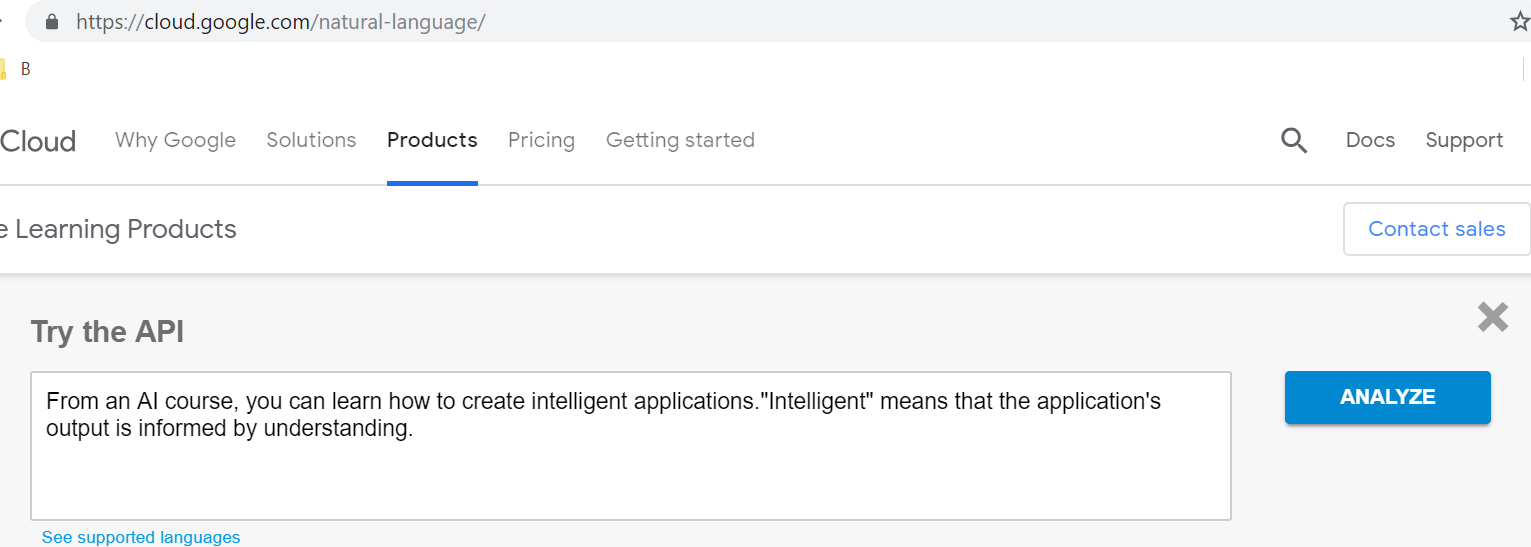 https://cloud.google.com/natural-language/
B
Cloud Why Google Solutions Products Pricing Getting started Docs Support
e Learning Products Contact sales
Try the API
From an AI course, you can learn how to create intelligent applications."Intelligent" means that the application's
output is informed by understanding.
ANALYZE
See supported languages